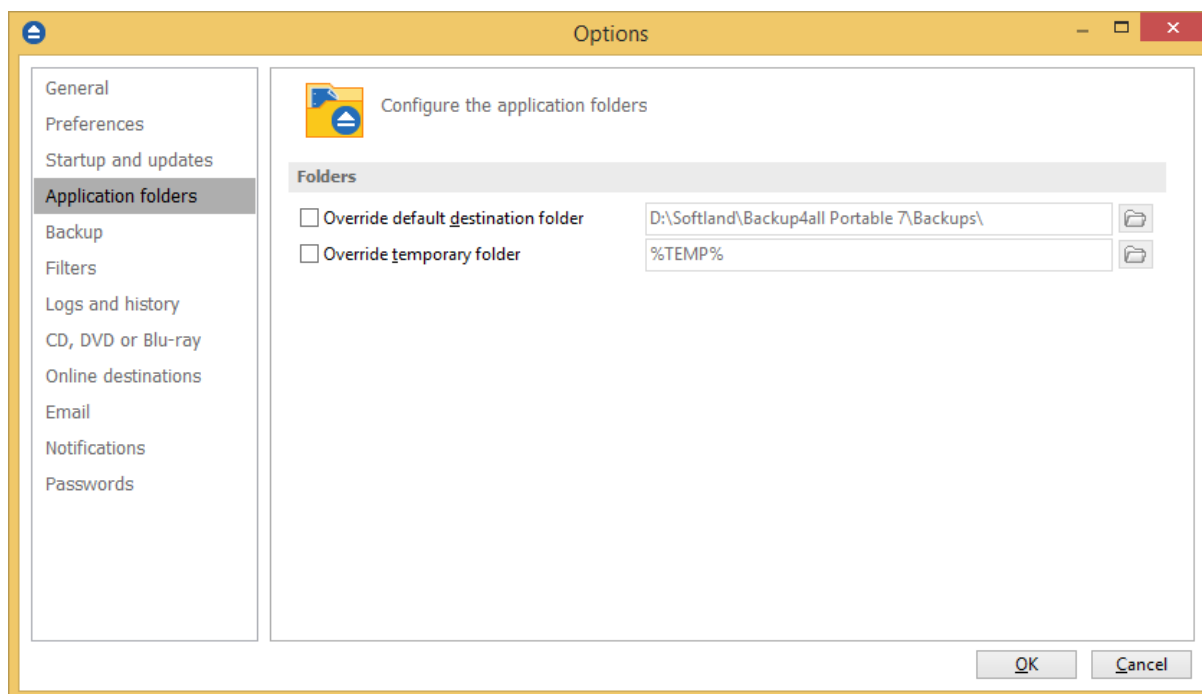 Options
General
Preferences
Startup and updates
Application folders
Backup
Filters
Logs and history
CD, DVD or Blu-ray
Online destinations
Email
Notifications
Passwords
Configure the application folders
Folders
Override default destination folder D:\Softland\Backup4all Portable 7\Backups\
Override temporary folder %TEMP%
OK Cancel